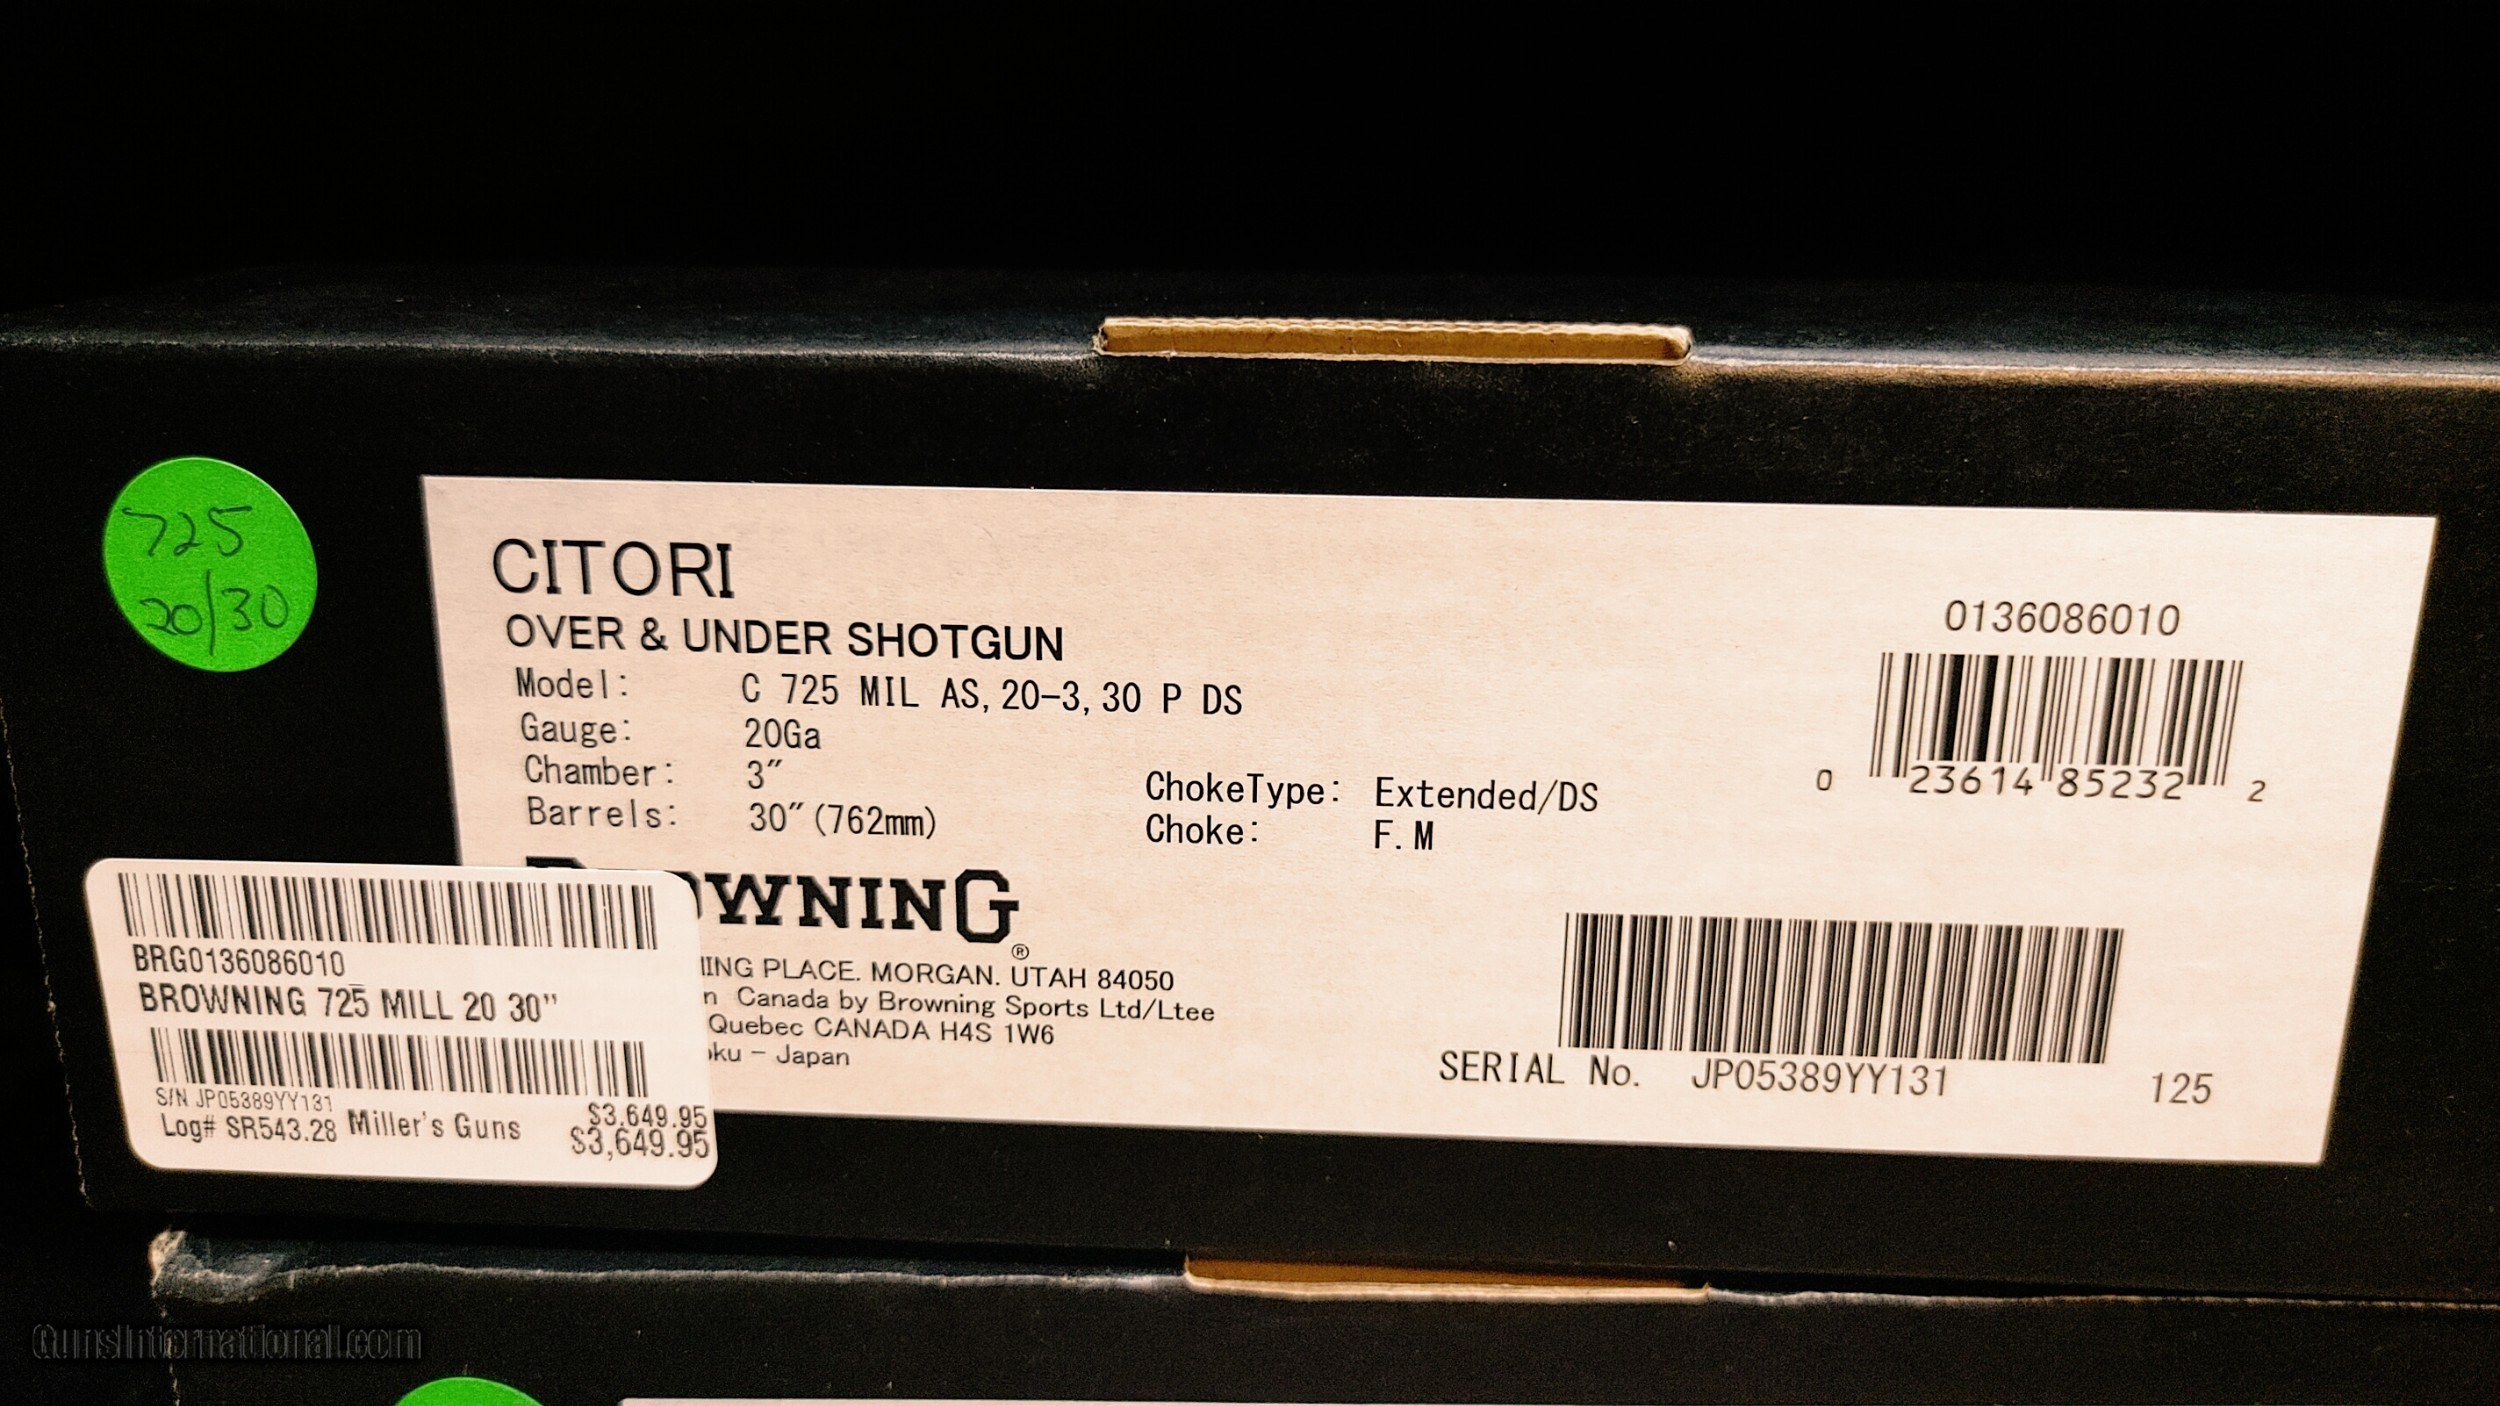 725
20/30
CITORI
OVER & UNDER SHOTGUN
Model: C 725 MIL AS, 20-3, 30 P DS
Gauge: 20Ga
Chamber: 3"
Barrels: 30"(762mm)
ChokeType: Extended/DS
Choke: F. M
0136086010
0 23614 85232 2
OWNING®
ING PLACE. MORGAN. UTAH 84050
n Canada by Browning Sports Ltd/Ltee
Quebec CANADA H4S 1W6
ku - Japan
SERIAL No. JP05389YY131 125
BRG0136086010
BROWNING 725 MILL 20 30"
S/N JP05389YY131
Log# SR543.28 Miller's Guns
$3,649.95
$3,649.95
GunsInternational.com